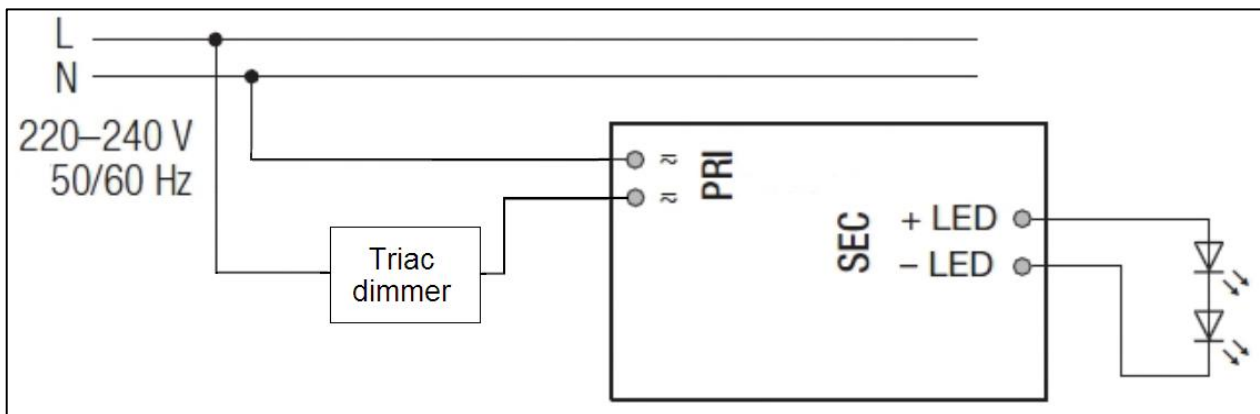 L
N
220–240 V
50/60 Hz
Triac
dimmer
≈ PRI
≈
SEC
+ LED
– LED